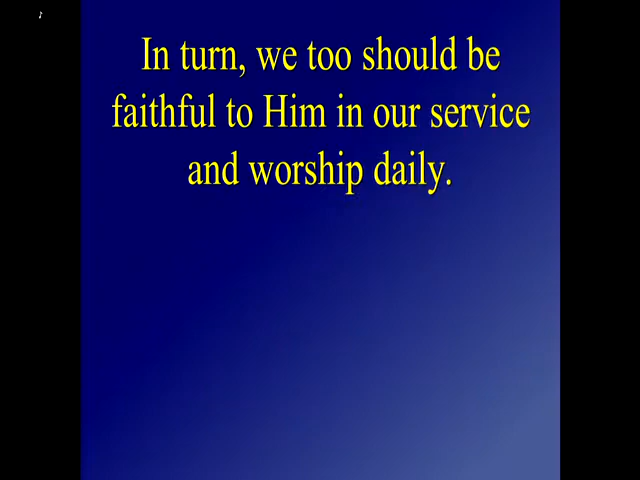 In turn, we too should be
faithful to Him in our service
and worship daily.